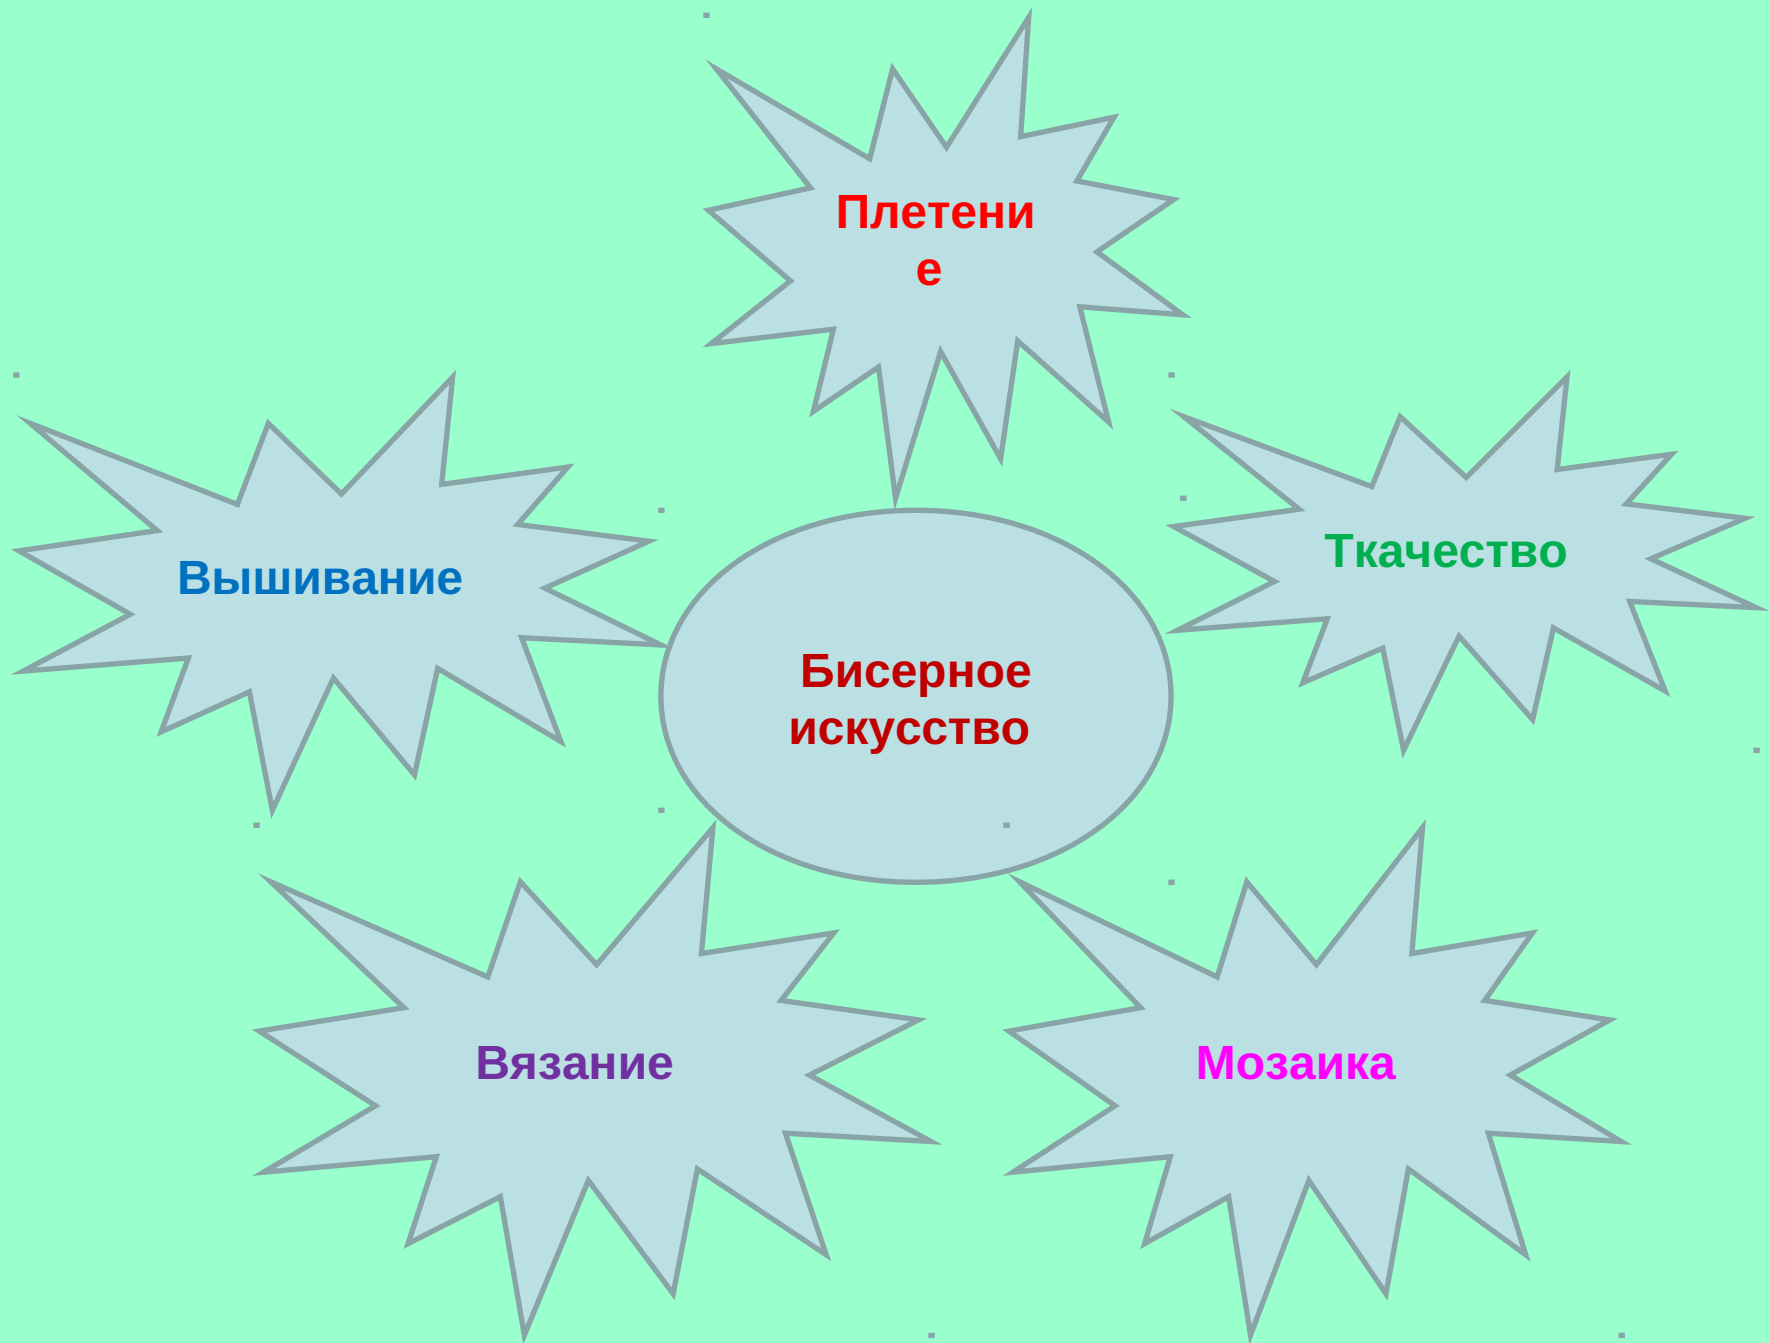 Плетени
е
Вышивание
Ткачество
Бисерное
искусство
Вязание
Мозаика